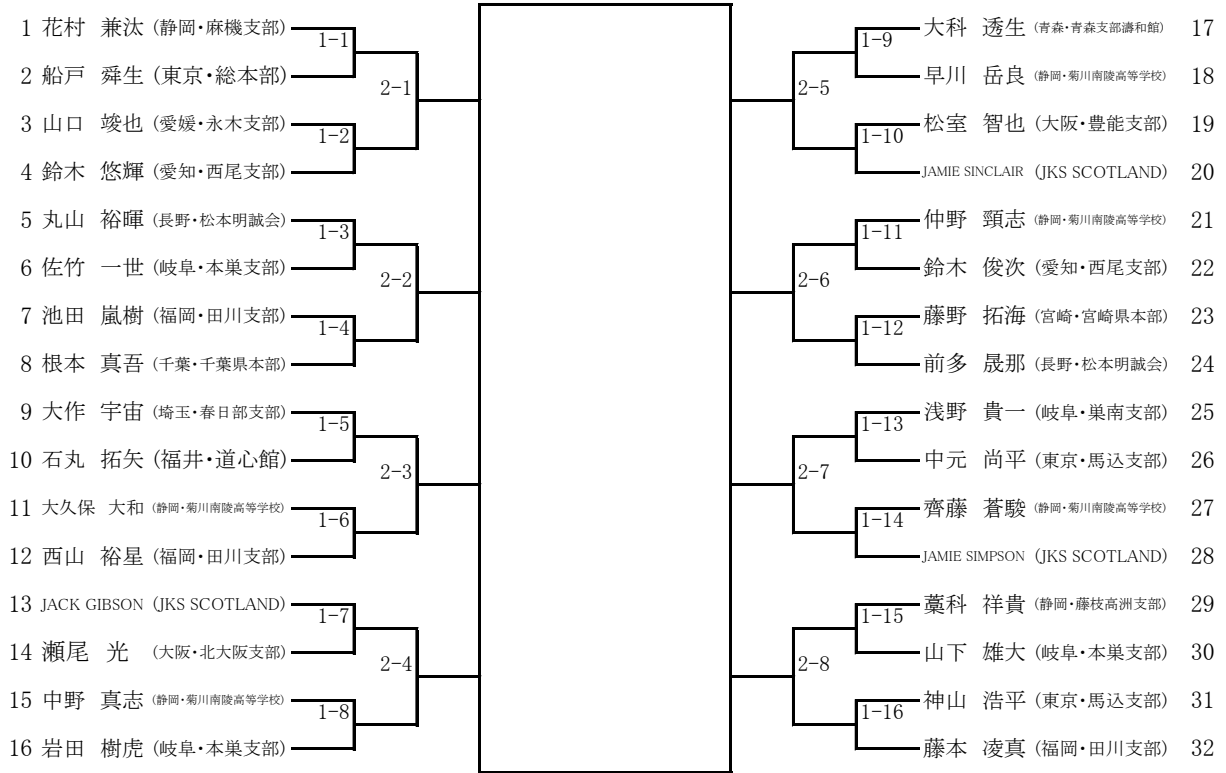 1 花村 兼汰 (静岡・麻機支部)
1-1
2 船戸 舜生 (東京・総本部)
2-1
3 山口 竣也 (愛媛・永木支部)
1-2
4 鈴木 悠輝 (愛知・西尾支部)
5 丸山 裕暉 (長野・松本明誠会)
1-3
6 佐竹 一世 (岐阜・本巣支部)
2-2
7 池田 嵐樹 (福岡・田川支部)
1-4
8 根本 真吾 (千葉・千葉県本部)
9 大作 宇宙 (埼玉・春日部支部)
1-5
10 石丸 拓矢 (福井・道心館)
2-3
11 大久保 大和 (静岡・菊川南陵高等学校)
1-6
12 西山 裕星 (福岡・田川支部)
13 JACK GIBSON (JKS SCOTLAND)
1-7
14 瀬尾 光 (大阪・北大阪支部)
2-4
15 中野 真志 (静岡・菊川南陵高等学校)
1-8
16 岩田 樹虎 (岐阜・本巣支部)
大科 透生 (青森・青森支部濤和館) 17
1-9
早川 岳良 (静岡・菊川南陵高等学校) 18
2-5
松室 智也 (大阪・豊能支部) 19
1-10
JAMIE SINCLAIR (JKS SCOTLAND) 20
仲野 頸志 (静岡・菊川南陵高等学校) 21
1-11
鈴木 俊次 (愛知・西尾支部) 22
2-6
藤野 拓海 (宮崎・宮崎県本部) 23
1-12
前多 晟那 (長野・松本明誠会) 24
浅野 貴一 (岐阜・巣南支部) 25
1-13
中元 尚平 (東京・馬込支部) 26
2-7
齊藤 蒼駿 (静岡・菊川南陵高等学校) 27
1-14
JAMIE SIMPSON (JKS SCOTLAND) 28
藁科 祥貴 (静岡・藤枝高洲支部) 29
1-15
山下 雄大 (岐阜・本巣支部) 30
2-8
神山 浩平 (東京・馬込支部) 31
1-16
藤本 凌真 (福岡・田川支部) 32